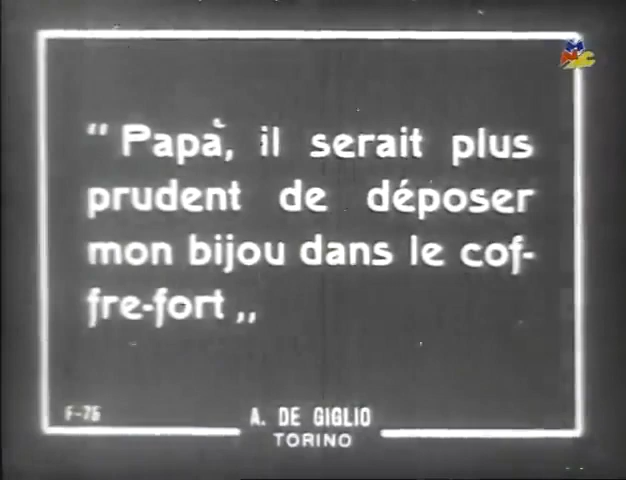 “ Papà, il serait plus
prudent de déposer
mon bijou dans le cof-
fre-fort „
F-76
A. DE GIGLIO
TORINO